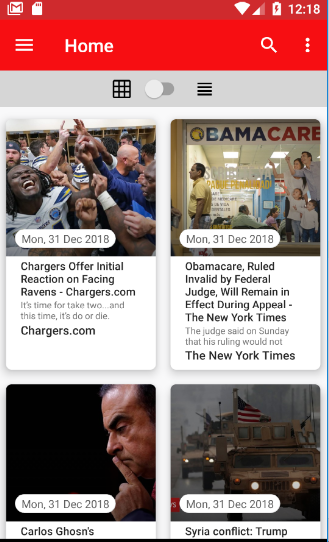 12:18
Home
OBAMACARE
Mon, 31 Dec 2018
Mon, 31 Dec 2018
Chargers Offer Initial
Reaction on Facing
Ravens - Chargers.com
It's time for take two...and
this time, it's do or die.
Chargers.com
Obamacare, Ruled
Invalid by Federal
Judge, Will Remain in
Effect During Appeal -
The New York Times
The judge said on Sunday
that his ruling would not
The New York Times
Mon, 31 Dec 2018
Mon, 31 Dec 2018
Carlos Ghosn's
Syria conflict: Trump